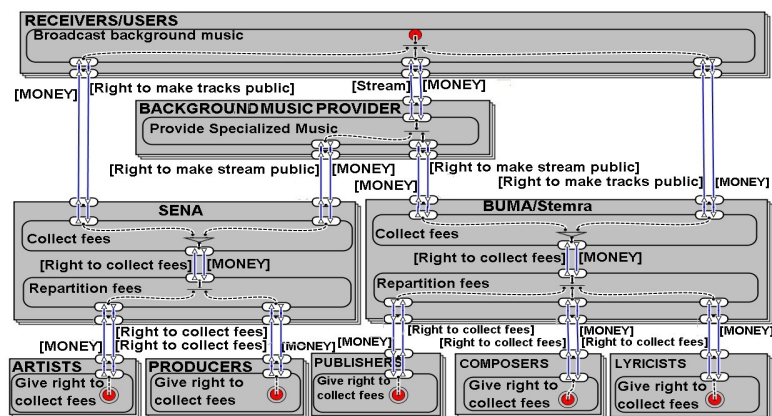 RECEIVERS/USERS
Broadcast background music
[MONEY] [Right to make tracks public] [Stream] [MONEY]
BACKGROUND MUSIC PROVIDER
Provide Specialized Music
[Right to make stream public] [MONEY] [Right to make stream public]
[MONEY] [Right to make tracks public] [MONEY]
SENA BUMA/Stemra
Collect fees Collect fees
[Right to collect fees] [MONEY] [Right to collect fees] [MONEY]
Repartition fees Repartition fees
[Right to collect fees] [Right to collect fees] [MONEY] [MONEY]
[MONEY] [Right to collect fees] [MONEY] [MONEY] [Right to collect fees] [Right to collect fees]
ARTISTS PRODUCERS PUBLISHERS COMPOSERS LYRICISTS
Give right to Give right to Give right to Give right to Give right to
collect fees collect fees collect fees collect fees collect fees